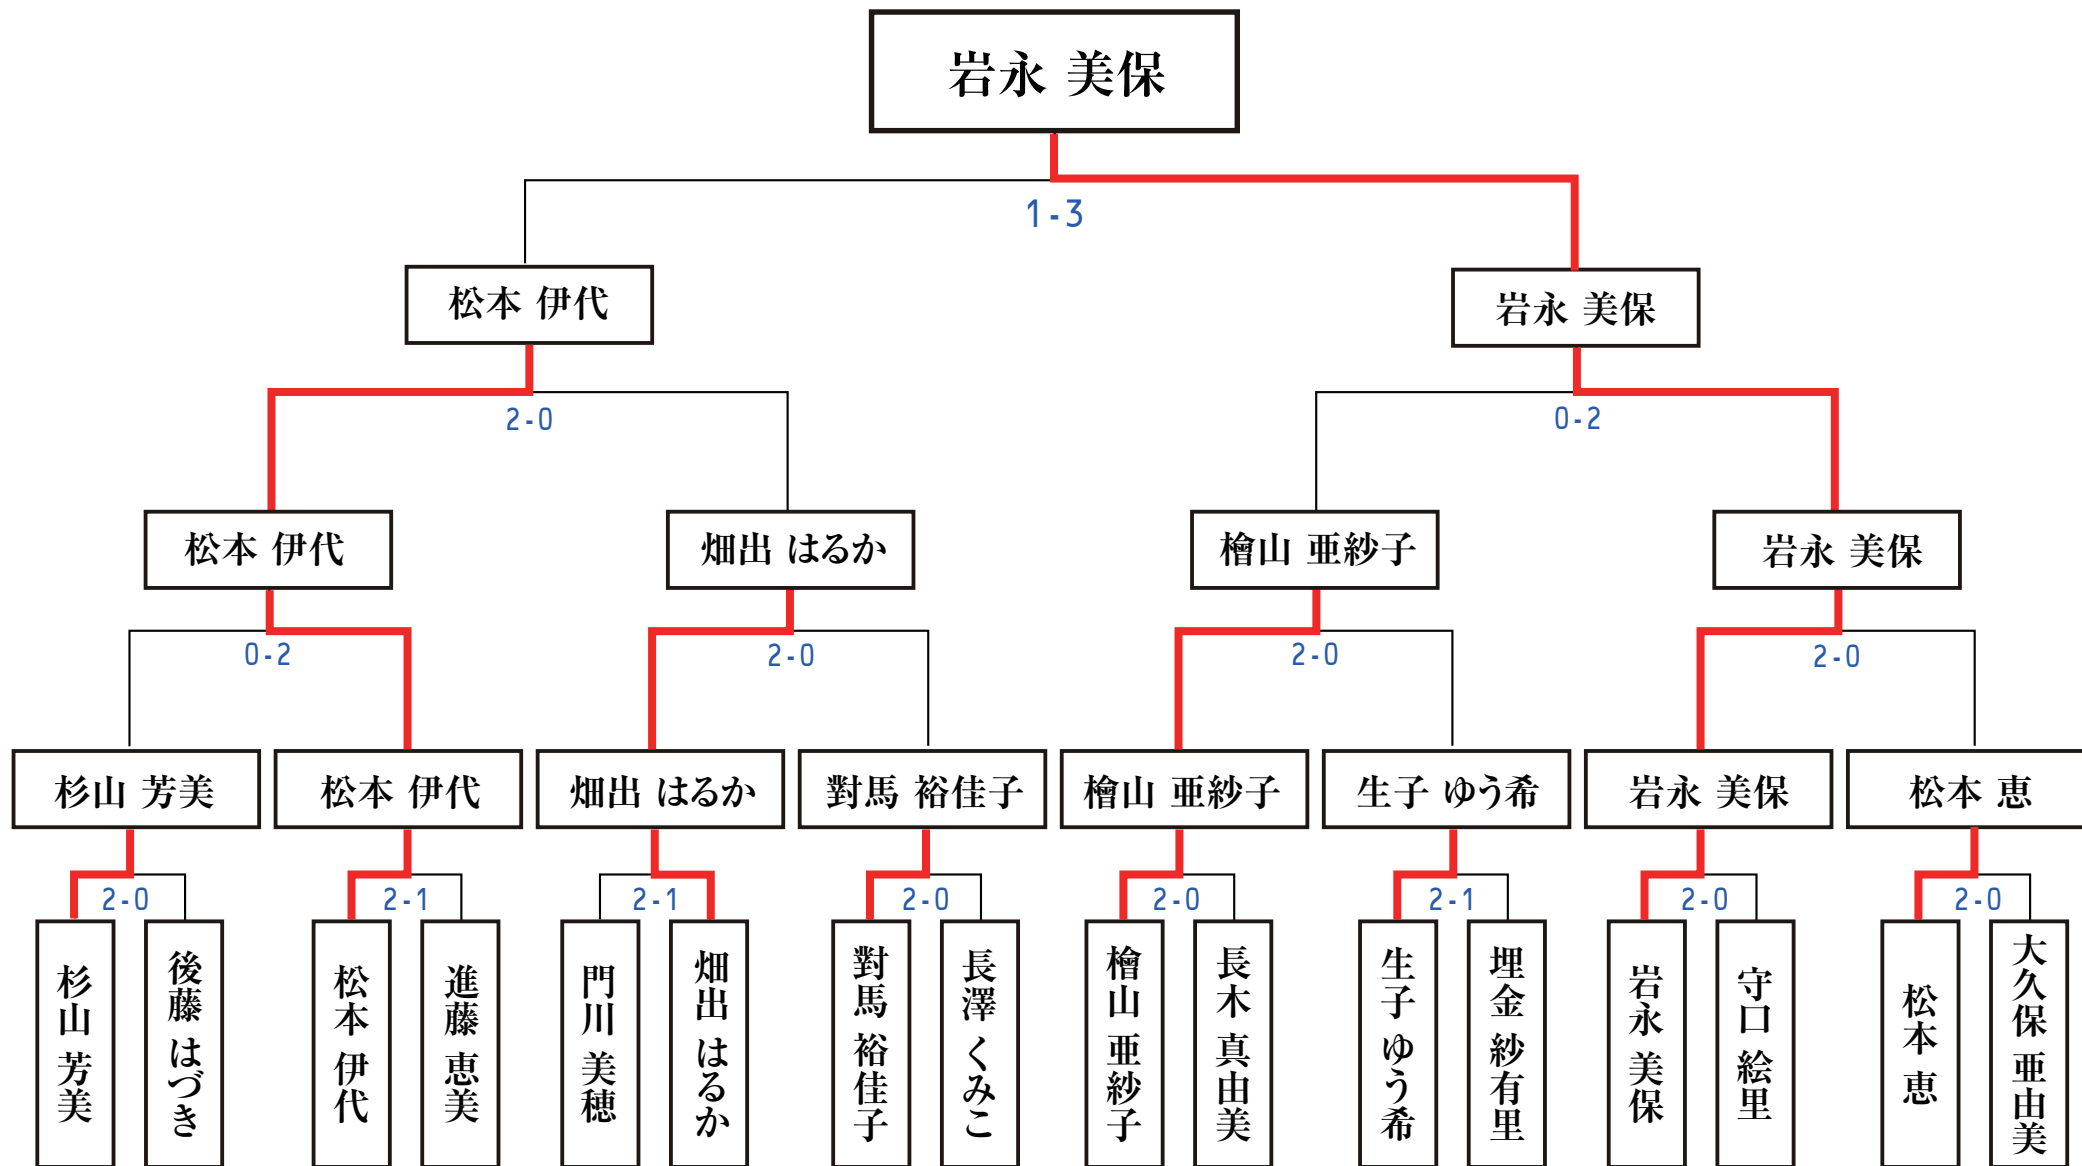 岩永 美保
1-3
松本 伊代
岩永 美保
2-0
0-2
松本 伊代
畑出 はるか
檜山 亜紗子
岩永 美保
0-2
2-0
2-0
2-0
杉山 芳美
松本 伊代
畑出 はるか
對馬 裕佳子
檜山 亜紗子
生子 ゆう希
岩永 美保
松本 恵
2-0
2-1
2-1
2-0
2-0
2-1
2-0
2-0
杉山 芳美
後藤 はづき
松本 伊代
進藤 恵美
門川 美穂
畑出 はるか
對馬 裕佳子
長澤 くみこ
檜山 亜紗子
長木 真由美
生子 ゆう希
埋金 紗有里
岩永 美保
守口 絵里
松本 恵
大久保 亜由美